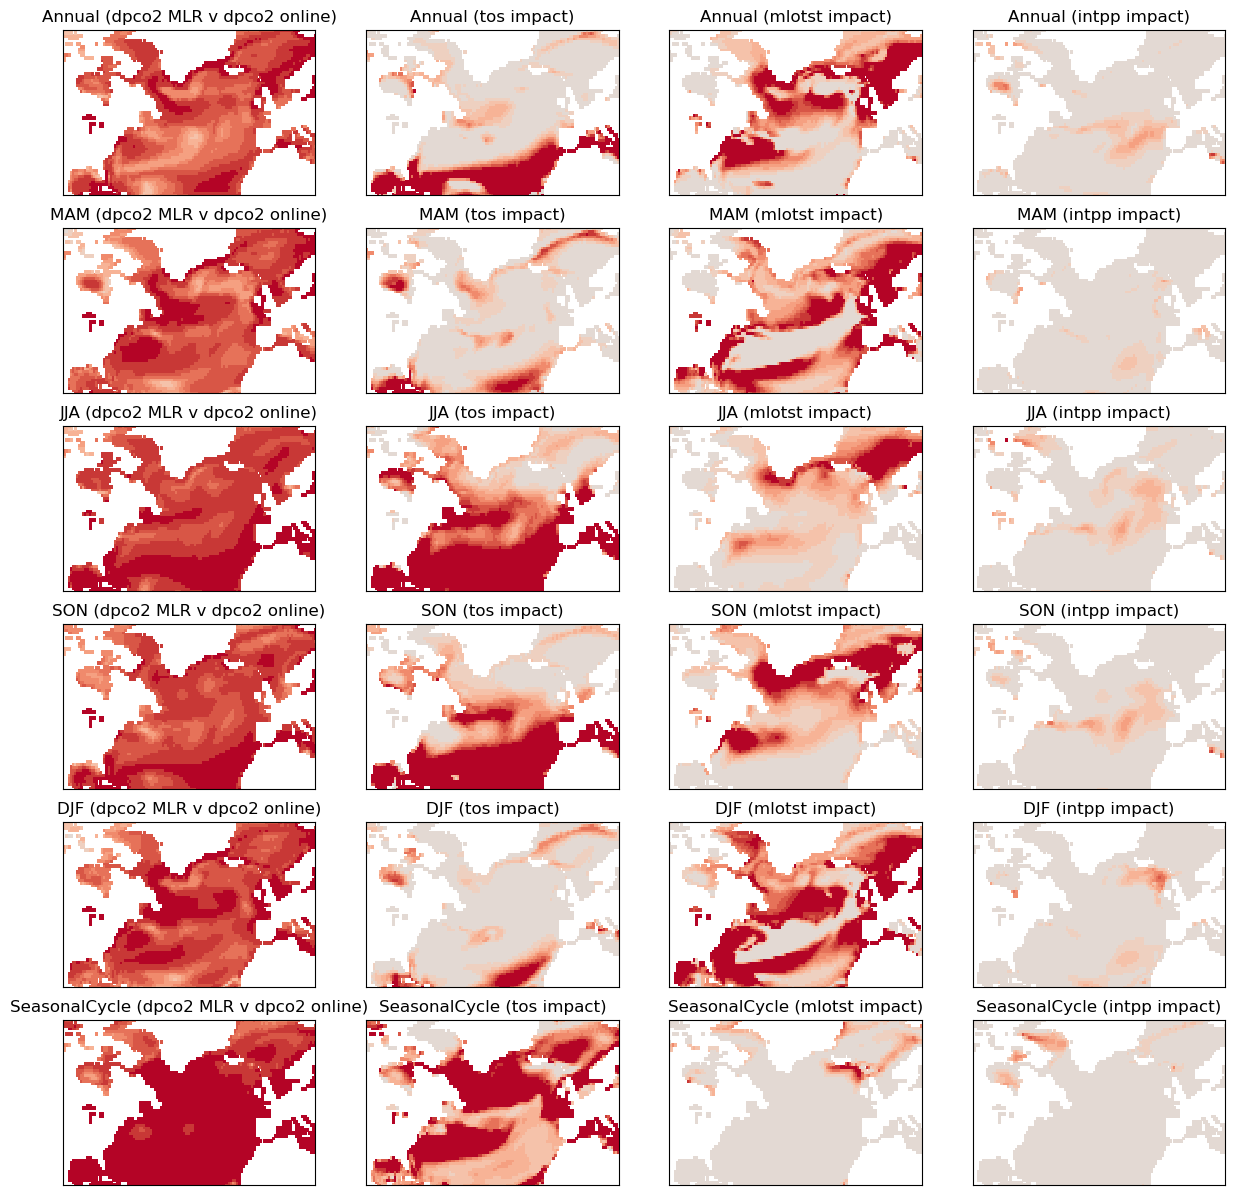 Annual (dpco2 MLR v dpco2 online)
Annual (tos impact)
Annual (mlotst impact)
Annual (intpp impact)
MAM (dpco2 MLR v dpco2 online)
MAM (tos impact)
MAM (mlotst impact)
MAM (intpp impact)
JJA (dpco2 MLR v dpco2 online)
JJA (tos impact)
JJA (mlotst impact)
JJA (intpp impact)
SON (dpco2 MLR v dpco2 online)
SON (tos impact)
SON (mlotst impact)
SON (intpp impact)
DJF (dpco2 MLR v dpco2 online)
DJF (tos impact)
DJF (mlotst impact)
DJF (intpp impact)
SeasonalCycle (dpco2 MLR v dpco2 online)
SeasonalCycle (tos impact)
SeasonalCycle (mlotst impact)
SeasonalCycle (intpp impact)